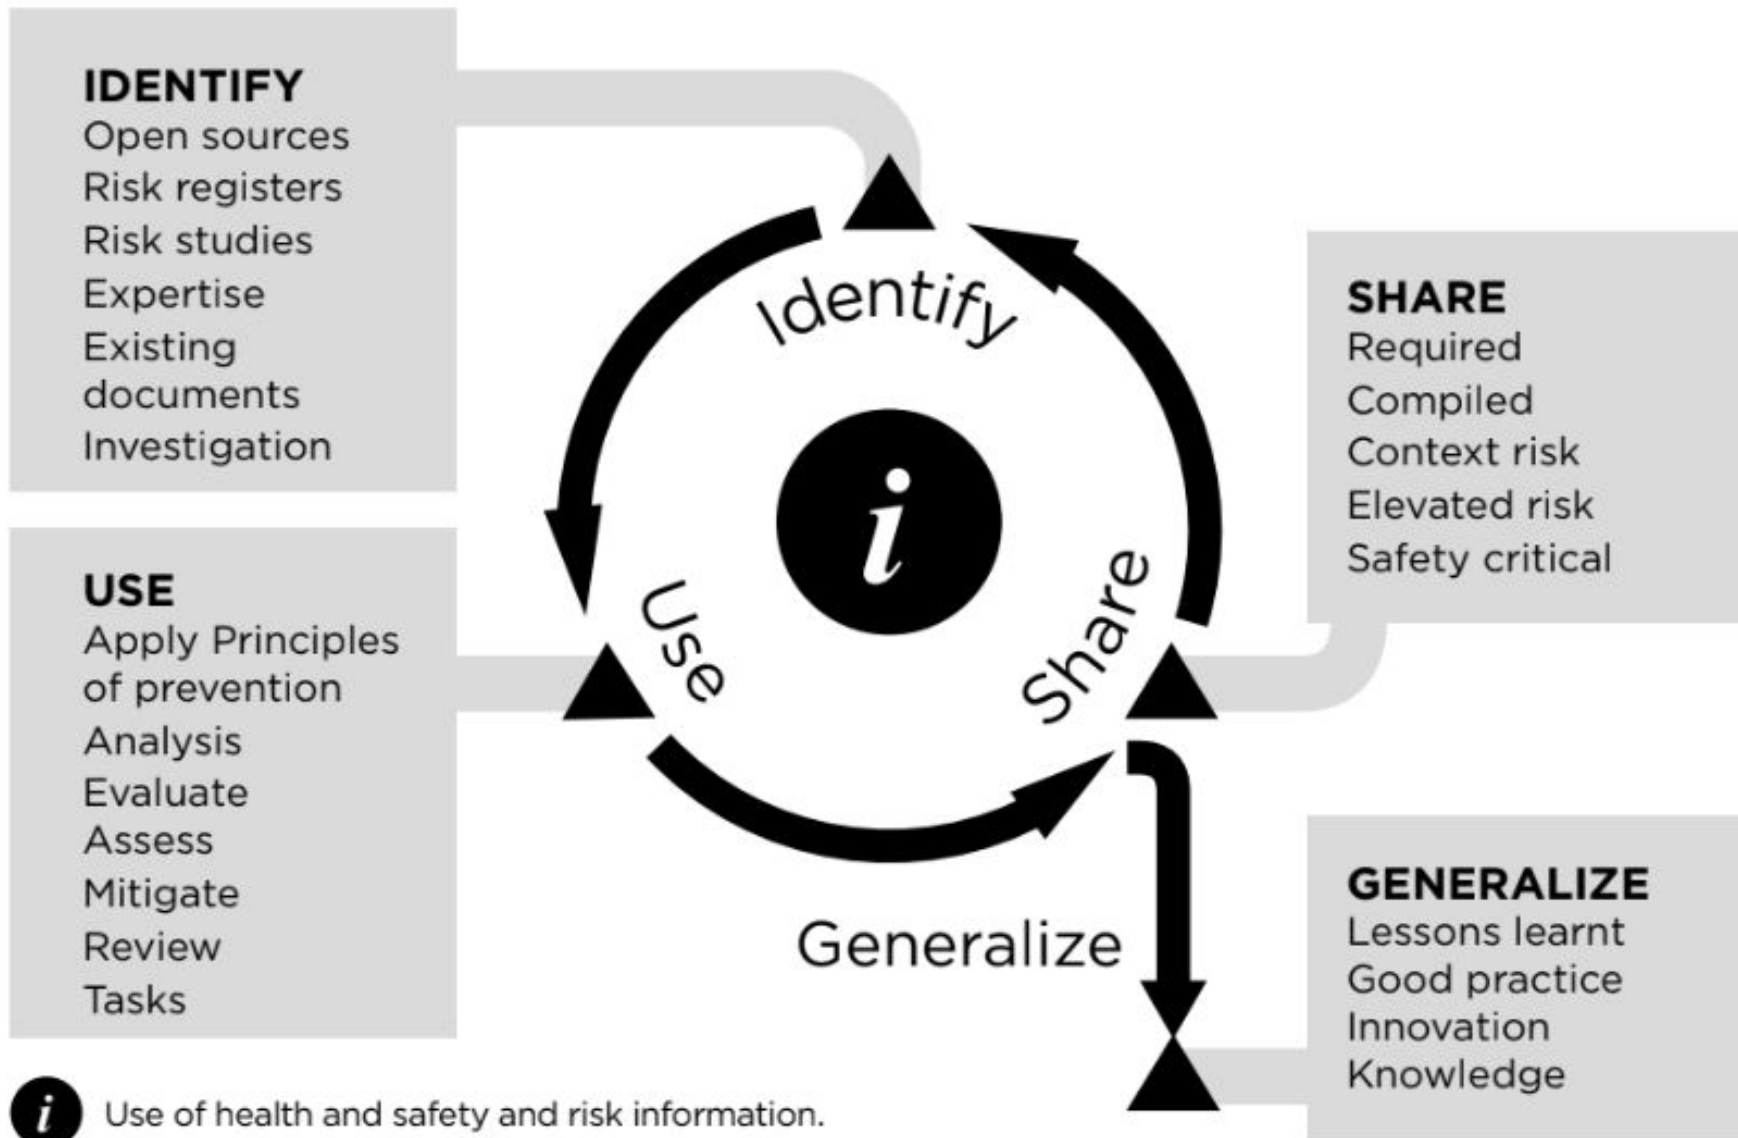 IDENTIFY
Open sources
Risk registers
Risk studies
Expertise
Existing
documents
Investigation
USE
Apply Principles
of prevention
Analysis
Evaluate
Assess
Mitigate
Review
Tasks
Identify
i
Use
Share
Generalize
SHARE
Required
Compiled
Context risk
Elevated risk
Safety critical
GENERALIZE
Lessons learnt
Good practice
Innovation
Knowledge
i Use of health and safety and risk information.